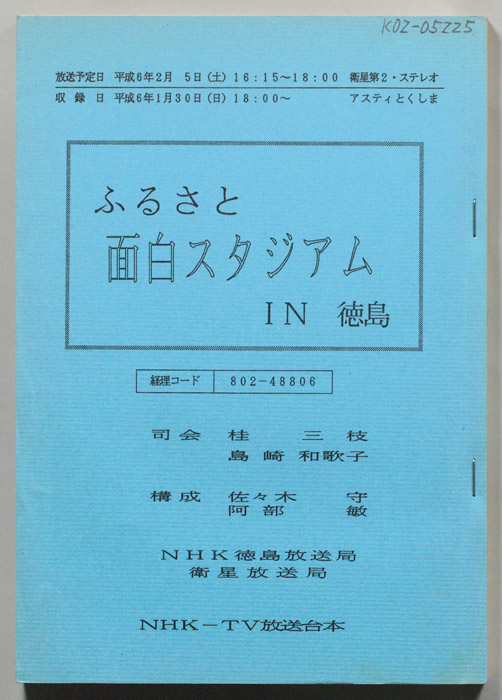 K02-05225
放送予定日 平成6年2月 5日(土)16:15~18:00 衛星第2・ステレオ
収 録 日 平成6年1月30日(日)18:00~ アスティとくしま
ふるさと
面白スタジアム
IN 徳島
経理コード 802-48806
司会 桂 三 枝
島 崎 和歌子
構成 佐々木 守
阿部 敏
NHK徳島放送局
衛星放送局
NHK-TV放送台本